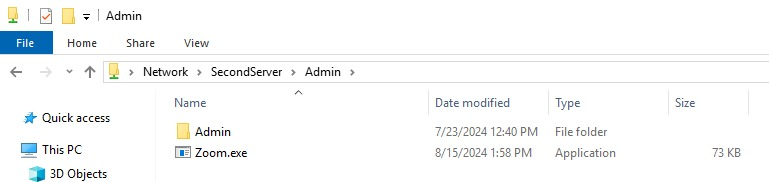 Admin
File Home Share View
Network SecondServer Admin
Name Date modified Type Size
Quick access
Admin 7/23/2024 12:40 PM File folder
This PC
Zoom.exe 8/15/2024 1:58 PM Application 73 KB
3D Objects